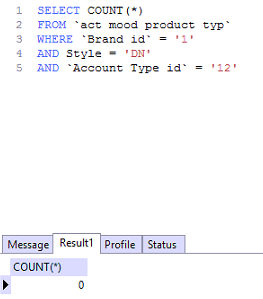 1 SELECT COUNT(*)
2 FROM `act mood product typ`
3 WHERE `Brand id` = '1'
4 AND Style = 'DN'
5 AND `Account Type id` = '12'
Message Result1 Profile Status
COUNT(*)
0